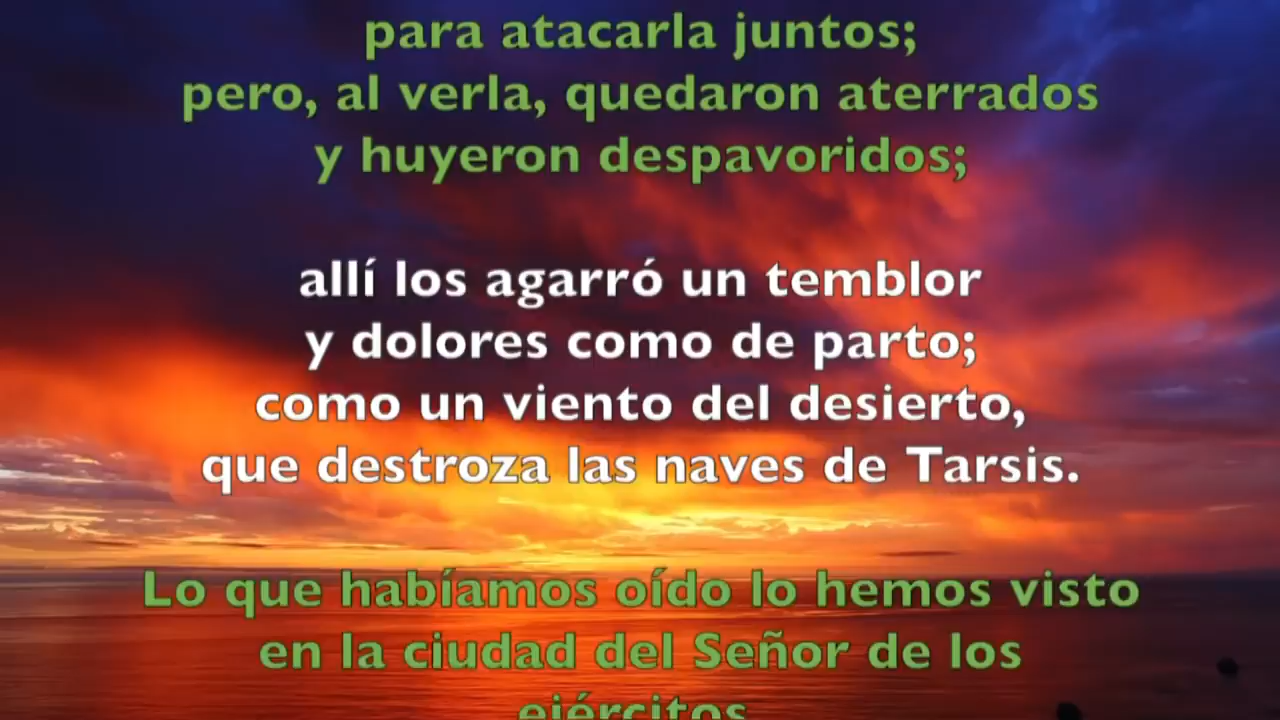 para atacarla juntos;
pero, al verla, quedaron aterrados
y huyeron despavoridos;
allí los agarró un temblor
y dolores como de parto;
como un viento del desierto,
que destroza las naves de Tarsis.
Lo que habíamos oído lo hemos visto
en la ciudad del Señor de los
ejércitos